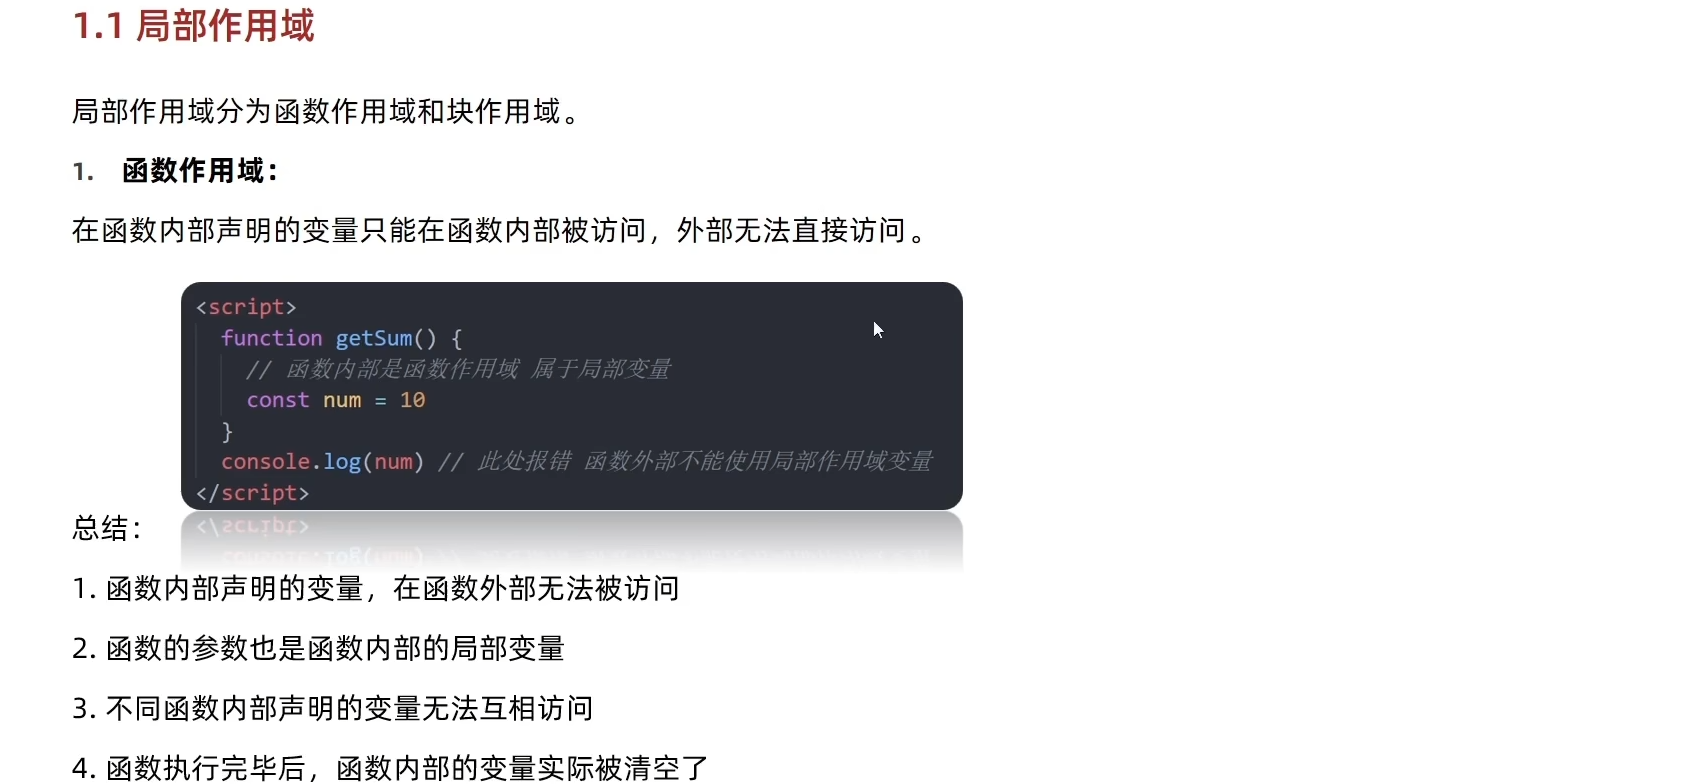 1.1 局部作用域
局部作用域分为函数作用域和块作用域。
1. 函数作用域：
在函数内部声明的变量只能在函数内部被访问，外部无法直接访问。
<script>
function getSum() {
// 函数内部是函数作用域 属于局部变量
const num = 10
}
console.log(num) // 此处报错 函数外部不能使用局部作用域变量
</script>
总结：
1. 函数内部声明的变量，在函数外部无法被访问
2. 函数的参数也是函数内部的局部变量
3. 不同函数内部声明的变量无法互相访问
4. 函数执行完毕后，函数内部的变量实际被清空了